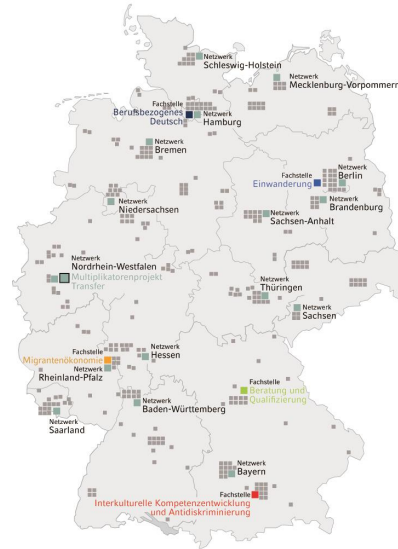 Netzwerk
Schleswig-Holstein
Netzwerk
Mecklenburg-Vorpommern
Fachstelle
Berufsbezogenes
Deutsch
Netzwerk
Hamburg
Netzwerk
Bremen
Fachstelle
Einwanderung
Netzwerk
Berlin
Netzwerk
Brandenburg
Netzwerk
Niedersachsen
Netzwerk
Sachsen-Anhalt
Netzwerk
Nordrhein-Westfalen
Multiplikatorenprojekt
Transfer
Netzwerk
Thüringen
Netzwerk
Sachsen
Fachstelle
Migrantenökonomie
Netzwerk
Hessen
Netzwerk
Rheinland-Pfalz
Fachstelle
Beratung und
Qualifizierung
Netzwerk
Baden-Württemberg
Netzwerk
Saarland
Netzwerk
Bayern
Fachstelle
Interkulturelle Kompetenzentwicklung
und Antidiskriminierung